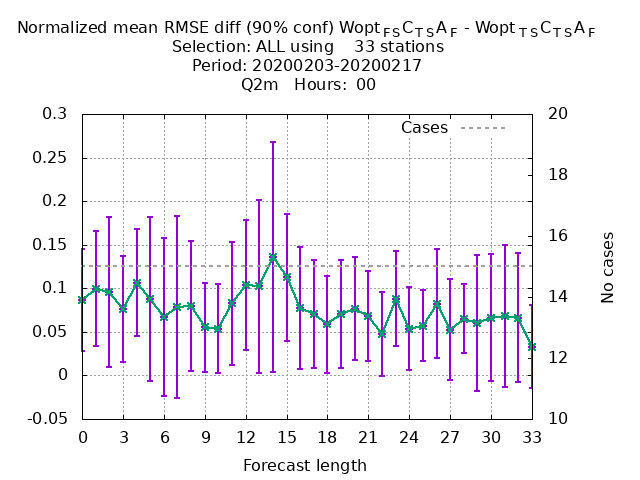 Normalized mean RMSE diff (90% conf) Wopt FS C TS A F - Wopt TS C TS A F
Selection: ALL using 33 stations
Period: 20200203-20200217
Q2m Hours: 00
0.3
0.25
0.2
0.15
0.1
0.05
0
-0.05
Cases
20
18
16
14
12
10
No cases
0 3 6 9 12 15 18 21 24 27 30 33
Forecast length